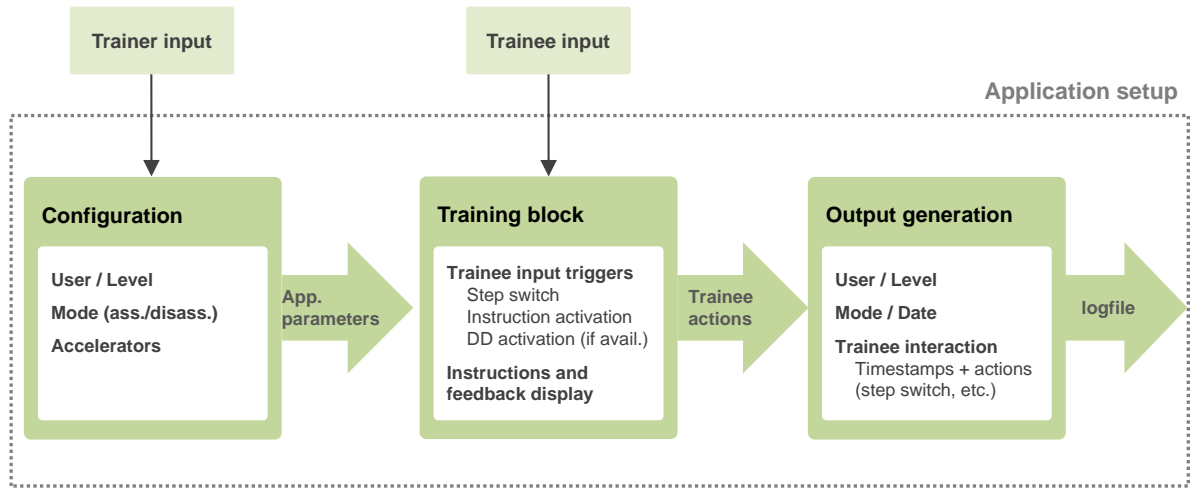 Trainer input
Trainee input
Application setup
Configuration
User / Level
Mode (ass./disass.)
Accelerators
App.
parameters
Training block
Trainee input triggers
Step switch
Instruction activation
DD activation (if avail.)
Instructions and
feedback display
Trainee
actions
Output generation
User / Level
Mode / Date
Trainee interaction
Timestamps + actions
(step switch, etc.)
logfile